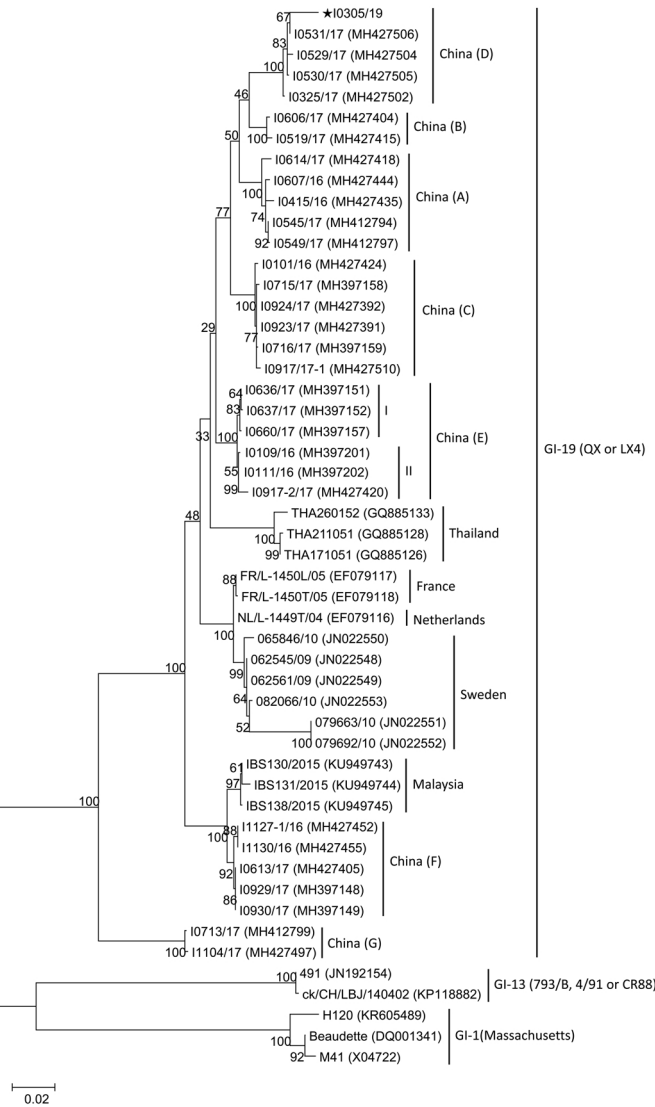 67
★I0305/19
I0531/17 (MH427506)
83
I0529/17 (MH427504
China (D)
100
I0530/17 (MH427505)
I0325/17 (MH427502)
46
I0606/17 (MH427404)
China (B)
50
100
I0519/17 (MH427415)
I0614/17 (MH427418)
I0607/16 (MH427444)
100
I0415/16 (MH427435)
China (A)
77
74
I0545/17 (MH412794)
92
I0549/17 (MH412797)
I0101/16 (MH427424)
I0715/17 (MH397158)
100
I0924/17 (MH427392)
China (C)
29
I0923/17 (MH427391)
77
I0716/17 (MH397159)
I0917/17-1 (MH427510)
64
I0636/17 (MH397151)
83
I0637/17 (MH397152)
I
33
100
I0660/17 (MH397157)
China (E)
I0109/16 (MH397201)
55
I0111/16 (MH397202)
II
99
I0917-2/17 (MH427420)
GI-19 (QX or LX4)
48
THA260152 (GQ885133)
THA211051 (GQ885128)
Thailand
100
99
THA171051 (GQ885126)
88
FR/L-1450L/05 (EF079117)
France
FR/L-1450T/05 (EF079118)
NL/L-1449T/04 (EF079116)
Netherlands
100
065846/10 (JN022550)
062545/09 (JN022548)
100
99
062561/09 (JN022549)
Sweden
64
082066/10 (JN022553)
52
079663/10 (JN022551)
100
079692/10 (JN022552)
61
IBS130/2015 (KU949743)
97
IBS131/2015 (KU949744)
Malaysia
100
IBS138/2015 (KU949745)
88
I1127-1/16 (MH427452)
100
I1130/16 (MH427455)
I0613/17 (MH427405)
China (F)
92
I0929/17 (MH397148)
86
I0930/17 (MH397149)
I0713/17 (MH412799)
China (G)
100
I1104/17 (MH427497)
100
491 (JN192154)
GI-13 (793/B, 4/91 or CR88)
ck/CH/LBJ/140402 (KP118882)
H120 (KR605489)
100
Beaudette (DQ001341)
GI-1(Massachusetts)
92
M41 (X04722)
0.02